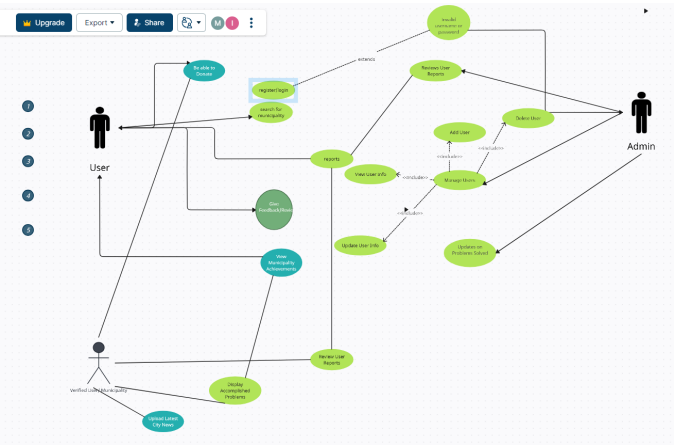 Upgrade
Export
Share
M
I
Invalid
username or
password
extends
Be able to
Donate
Reviews User
Reports
register/login
search for
municipality
1
2
3
4
5
Delete User
Add User
<<include>>
<<include>>
User
Admin
reports
View User Info
<<include>>
Manage Users
Give
Feedback/Photo
<<include>>
Update User Info
Updates on
Problems Solved
View
Municipality
Achievements
Review User
Reports
Verified User/ Municipality
Display
Accomplished
Problems
Upload Latest
City News